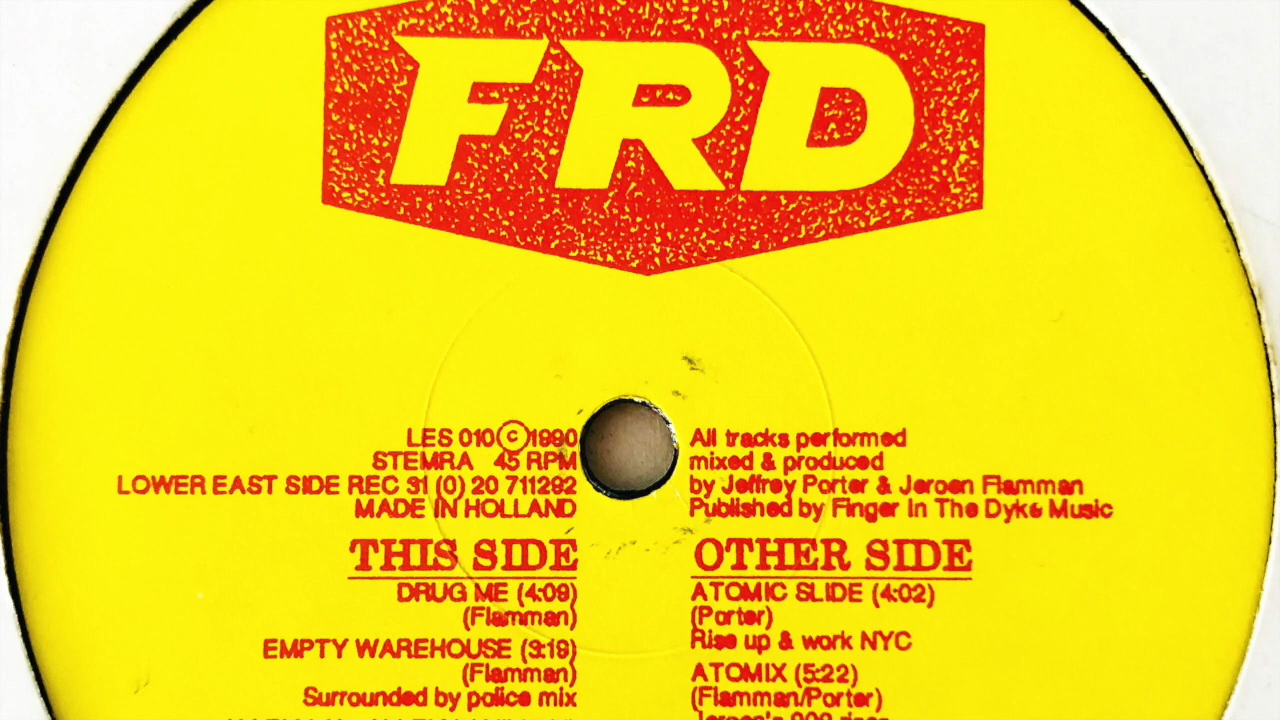 FRD
LES 010 © 1990
STEMRA 45 RPM
LOWER EAST SIDE REC 31 (0) 20 711292
MADE IN HOLLAND
All tracks performed
mixed & produced
by Jeffrey Porter & Jeroen Flamman
Published by Finger In The Dyke Music
THIS SIDE
DRUG ME (4:09)
(Flamman)
EMPTY WAREHOUSE (3:19)
(Flamman)
Surrounded by police mix
OTHER SIDE
ATOMIC SLIDE (4:02)
(Porter)
Rise up & work NYC
ATOMIX (5:22)
(Flamman/Porter)
Jeroen's 909